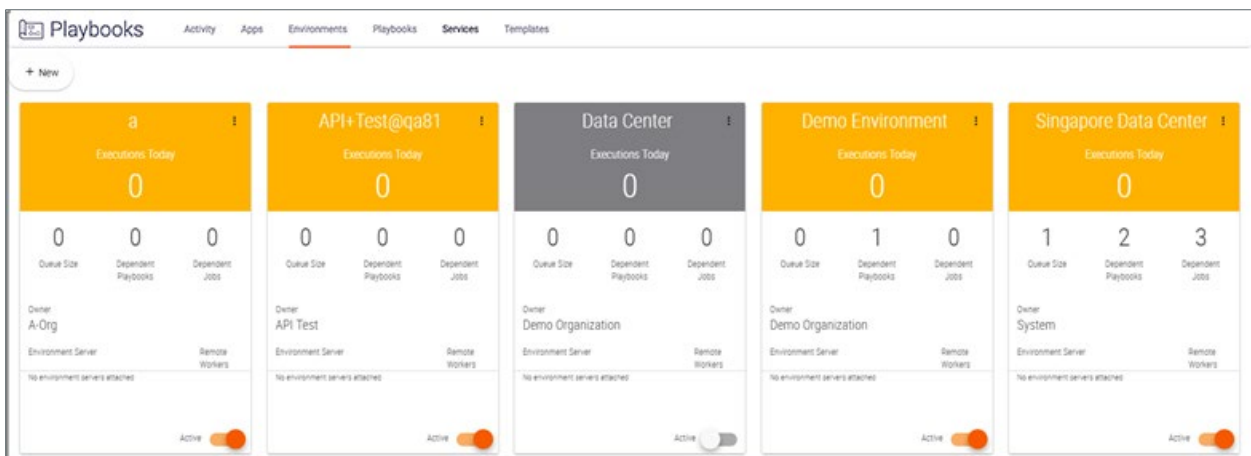 Playbooks Activity Apps Environments Playbooks Services Templates
+ New
a
Executions Today
0
0 0 0
Queue Size Dependent Playbooks Dependent Jobs
Owner
A-Org
Environment Server Remote Workers
No environment servers attached
Active
API+Test@qa81
Executions Today
0
0 0 0
Queue Size Dependent Playbooks Dependent Jobs
Owner
API Test
Environment Server Remote Workers
No environment servers attached
Active
Data Center
Executions Today
0
0 0 0
Queue Size Dependent Playbooks Dependent Jobs
Owner
Demo Organization
Environment Server Remote Workers
No environment servers attached
Active
Demo Environment
Executions Today
0
0 1 0
Queue Size Dependent Playbooks Dependent Jobs
Owner
Demo Organization
Environment Server Remote Workers
No environment servers attached
Active
Singapore Data Center
Executions Today
0
1 2 3
Queue Size Dependent Playbooks Dependent Jobs
Owner
System
Environment Server Remote Workers
No environment servers attached
Active